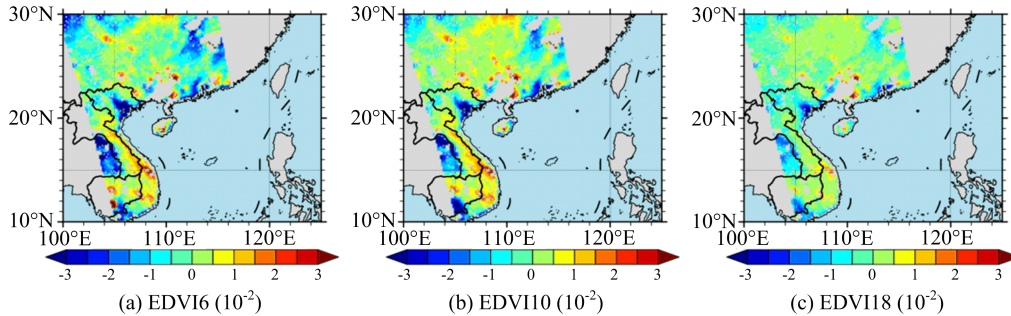 30°N
20°N
10°N
100°E 110°E 120°E
-3 -2 -1 0 1 2 3
(a) EDVI6 (10-2)
30°N
20°N
10°N
100°E 110°E 120°E
-3 -2 -1 0 1 2 3
(b) EDVI10 (10-2)
30°N
20°N
10°N
100°E 110°E 120°E
-3 -2 -1 0 1 2 3
(c) EDVI18 (10-2)